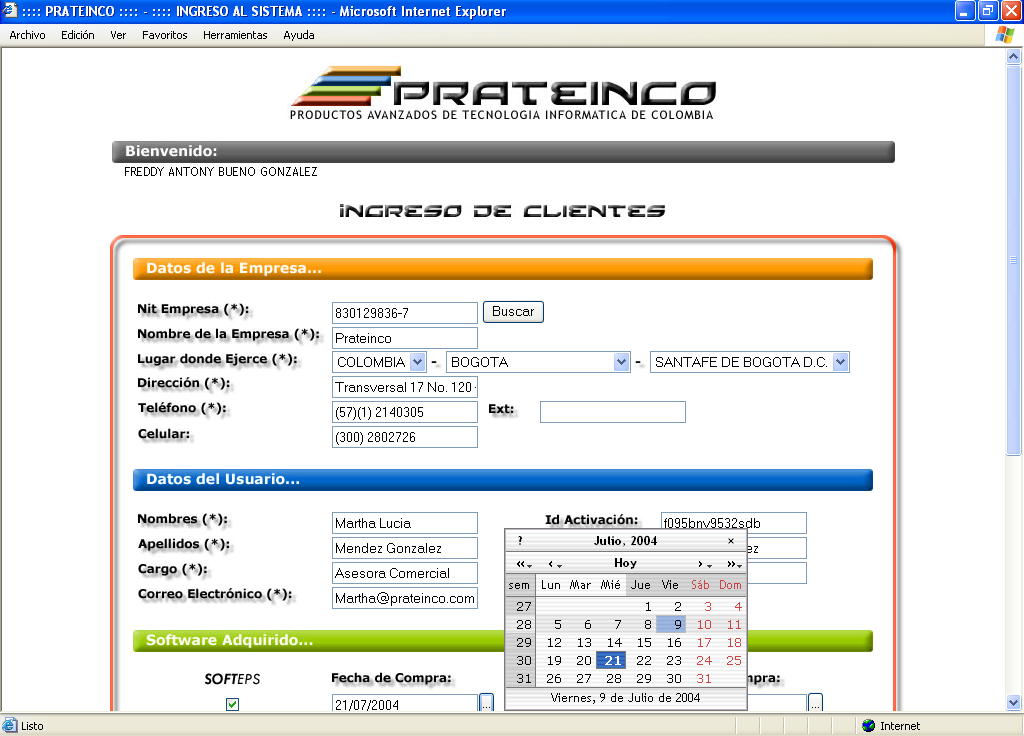 :::: PRATEINCO :::: - :::: INGRESO AL SISTEMA :::: - Microsoft Internet Explorer
Archivo Edición Ver Favoritos Herramientas Ayuda
PRATEINCO
PRODUCTOS AVANZADOS DE TECNOLOGIA INFORMATICA DE COLOMBIA
Bienvenido:
FREDDY ANTONY BUENO GONZALEZ
INGRESO DE CLIENTES
Datos de la Empresa...
Nit Empresa (*): 830129836-7 Buscar
Nombre de la Empresa (*): Prateinco
Lugar donde Ejerce (*): COLOMBIA - BOGOTA - SANTAFE DE BOGOTA D.C.
Dirección (*): Transversal 17 No. 120
Teléfono (*): (57)(1) 2140305 Ext:
Celular: (300) 2802726
Datos del Usuario...
Nombres (*): Martha Lucia Id Activación: f095bnv9532sdb
Apellidos (*): Mendez Gonzalez
Cargo (*): Asesora Comercial
Correo Electrónico (*): Martha@prateinco.com
? Julio, 2004 ×
« ‹ Hoy › »
sem Lun Mar Mié Jue Vie Sáb Dom
27 1 2 3 4
28 5 6 7 8 9 10 11
29 12 13 14 15 16 17 18
30 19 20 21 22 23 24 25
31 26 27 28 29 30 31
Viernes, 9 de Julio de 2004
Software Adquirido...
SOFTEPS Fecha de Compra:
21/07/2004 ... ...
Listo Internet